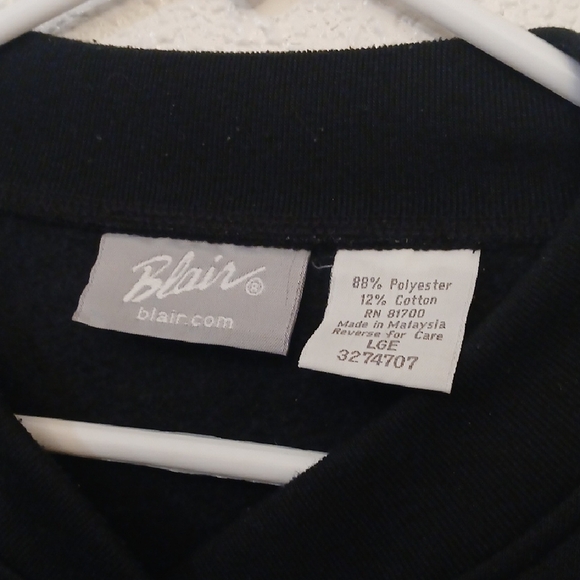 Blair®
blair.com
88% Polyester
12% Cotton
RN 81700
Made in Malaysia
Reverse for Care
LGE
3274707